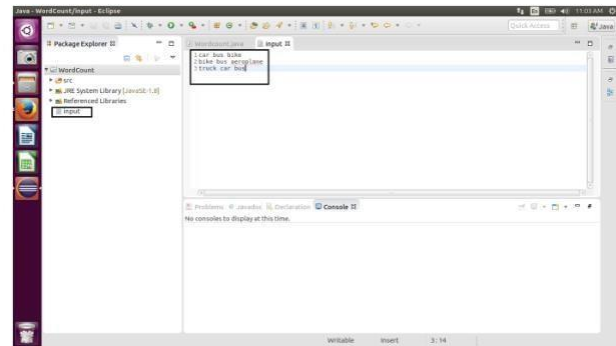 Java - WordCount/input - Eclipse
11:03 AM
Quick Access
Java
Package Explorer
WordCount.java
input
WordCount
src
JRE System Library [JavaSE-1.8]
Referenced Libraries
input
1 car bus bike
2 bike bus aeroplane
3 truck car bus
Problems @ Javadoc Declaration Console
No consoles to display at this time.
Writable Insert 3 : 14